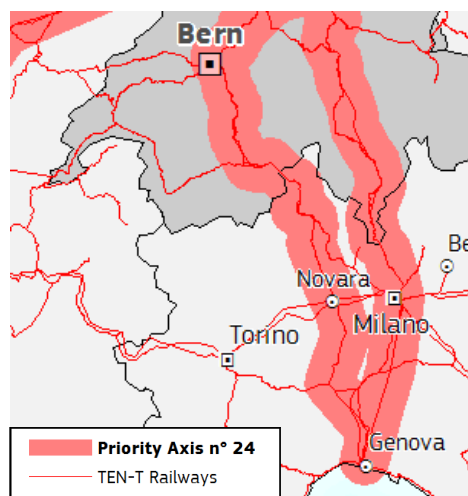 Bern
Be
Novara
Milano
Torino
Genova
Priority Axis n° 24
TEN-T Railways